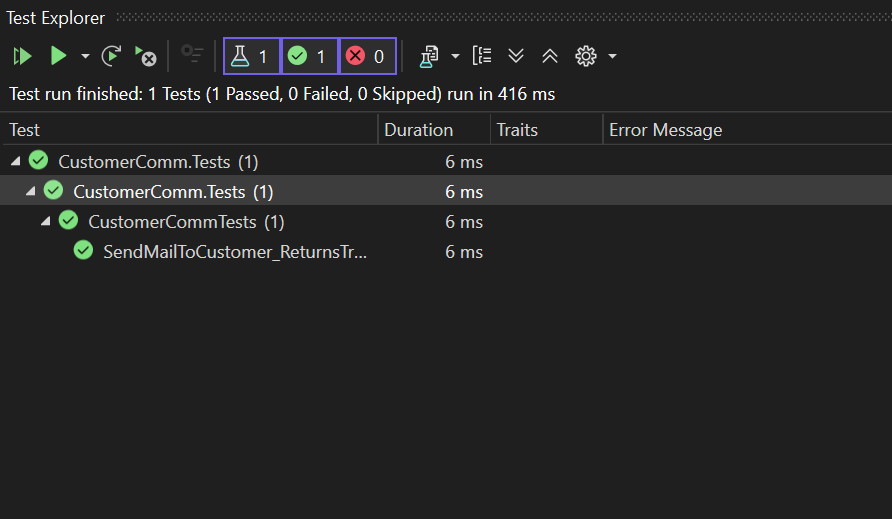 Test Explorer
1 1 0
Test run finished: 1 Tests (1 Passed, 0 Failed, 0 Skipped) run in 416 ms
Test Duration Traits Error Message
CustomerComm.Tests (1) 6 ms
CustomerComm.Tests (1) 6 ms
CustomerCommTests (1) 6 ms
SendMailToCustomer_ReturnsTr... 6 ms